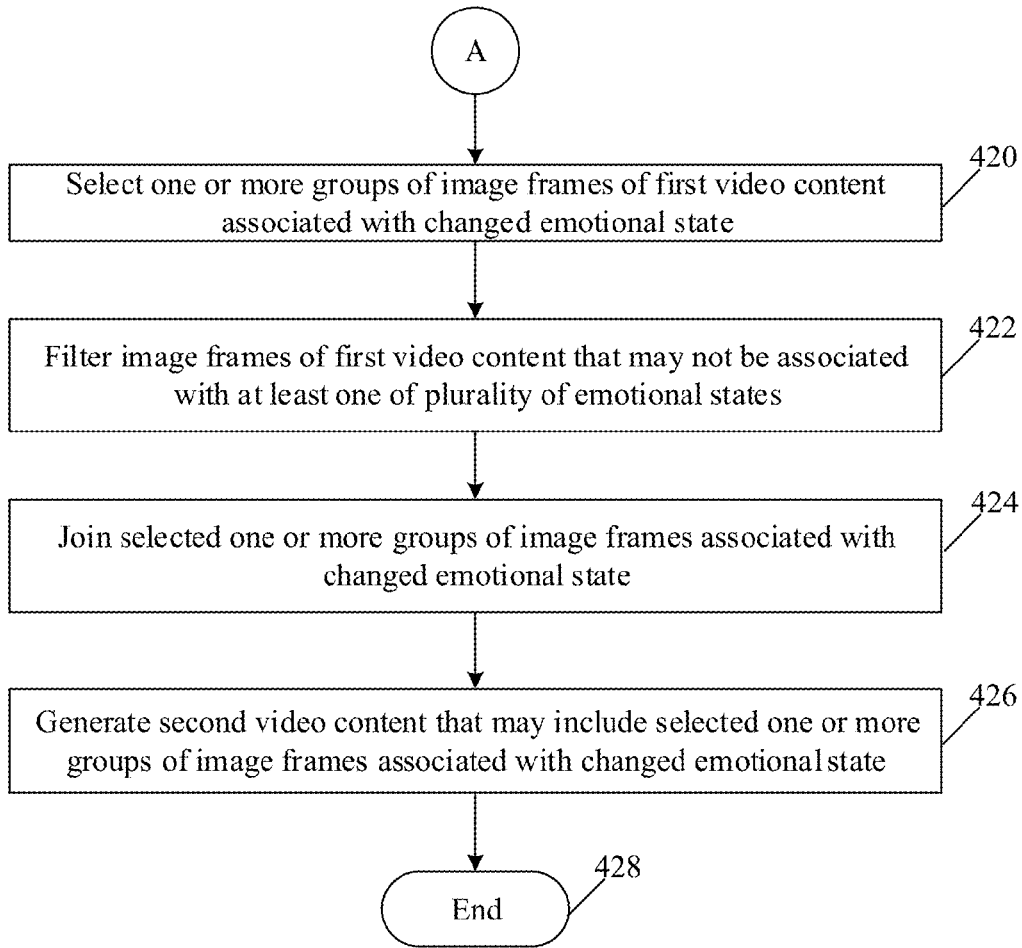 A
420
Select one or more groups of image frames of first video content
associated with changed emotional state
422
Filter image frames of first video content that may not be associated
with at least one of plurality of emotional states
424
Join selected one or more groups of image frames associated with
changed emotional state
426
Generate second video content that may include selected one or more
groups of image frames associated with changed emotional state
428
End